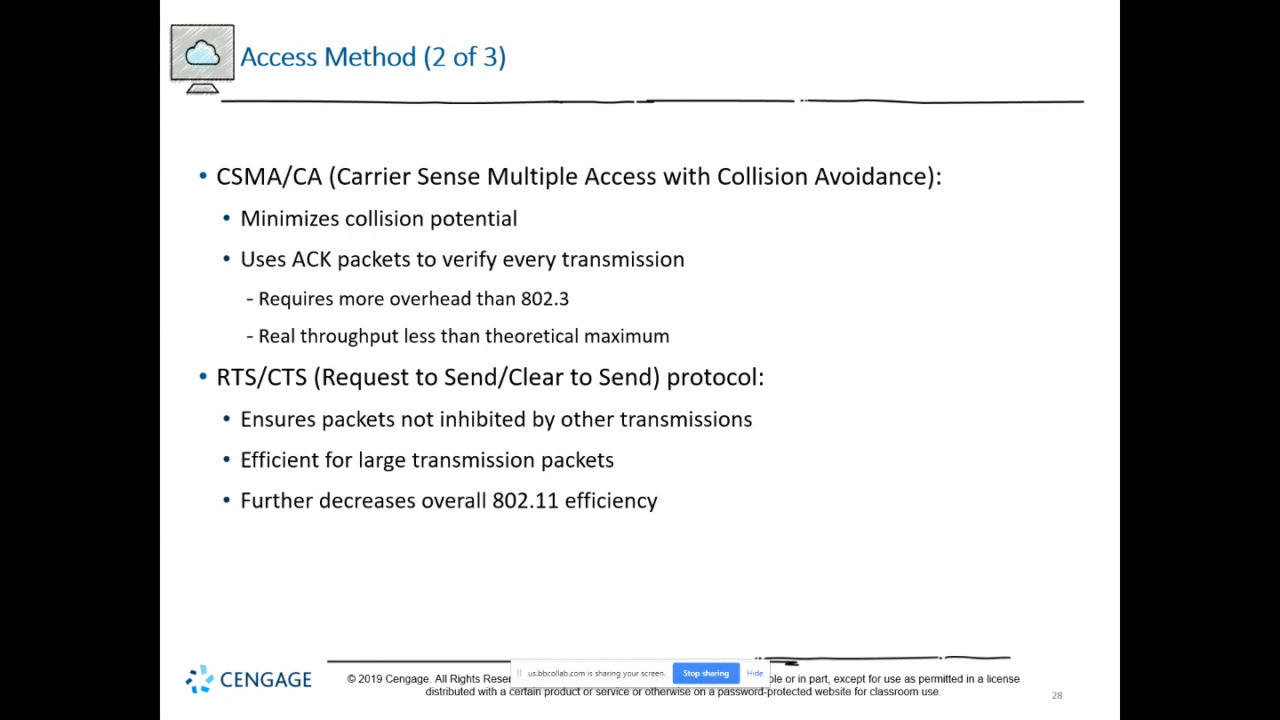 Access Method (2 of 3)
• CSMA/CA (Carrier Sense Multiple Access with Collision Avoidance):
• Minimizes collision potential
• Uses ACK packets to verify every transmission
- Requires more overhead than 802.3
- Real throughput less than theoretical maximum
• RTS/CTS (Request to Send/Clear to Send) protocol:
• Ensures packets not inhibited by other transmissions
• Efficient for large transmission packets
• Further decreases overall 802.11 efficiency
CENGAGE
© 2019 Cengage. All Rights or in part, except for use as permitted in a license
distributed with a certain product or service or otherwise on a password-protected website for classroom use.
us.bbcollab.com is sharing your screen.
Stop sharing
Hide
28